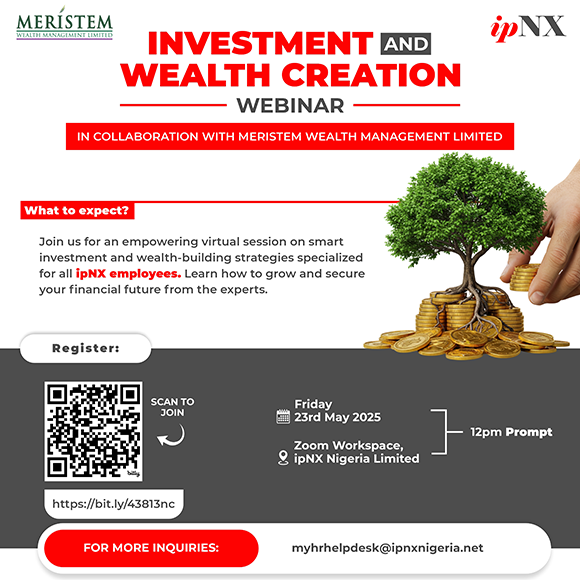 MERISTEM
WEALTH MANAGEMENT LIMITED
ipNX
INVESTMENT AND
WEALTH CREATION
WEBINAR
IN COLLABORATION WITH MERISTEM WEALTH MANAGEMENT LIMITED
What to expect?
Join us for an empowering virtual session on smart
investment and wealth-building strategies specialized
for all ipNX employees. Learn how to grow and secure
your financial future from the experts.
Register:
SCAN TO
JOIN
bitly
https://bit.ly/43813nc
Friday
23rd May 2025
Zoom Workspace,
ipNX Nigeria Limited
12pm Prompt
FOR MORE INQUIRIES:
myhrhelpdesk@ipnxnigeria.net